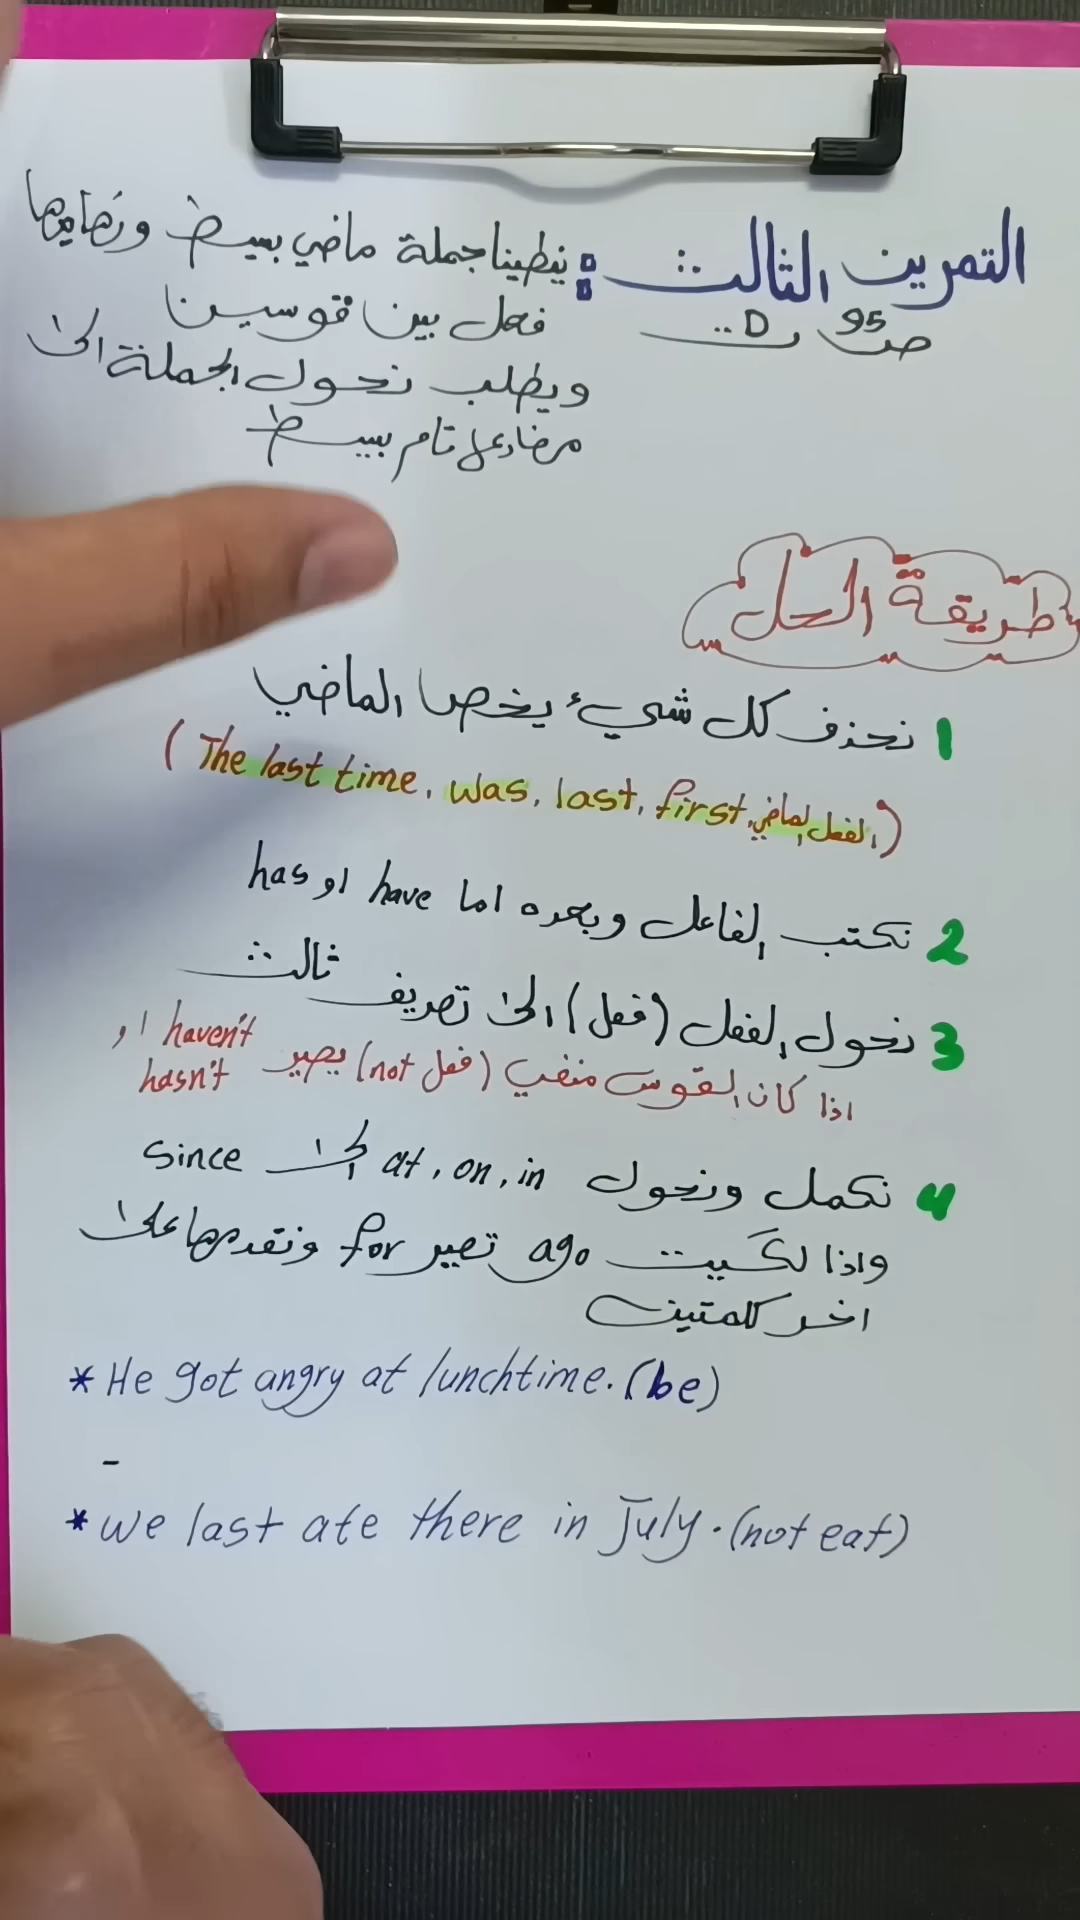 التمرين الثالث: ينطينا جملة ماضي بسيط ونهايتها
ص 95 ت D
فعل بين قوسين
ويطلب نحول الجملة الى
مضارع تام بسيط
طريقة الحل
1 نحذف كل شيء يخص الماضي
(The last time, was, last, first, الفعل الماضي)
2 نكتب الفاعل وبعده اما have او has
3 نحول الفعل (فعل) الى تصريف ثالث
اذا كان القوس منفي (فعل not) يصير haven't او
hasn't
4 نكمل ونحول at, on, in الى since
واذا لگيت ago تصير for ونقدمها على
اخر كلمتين
* He got angry at lunchtime. (be)
-
* we last ate there in July. (not eat)